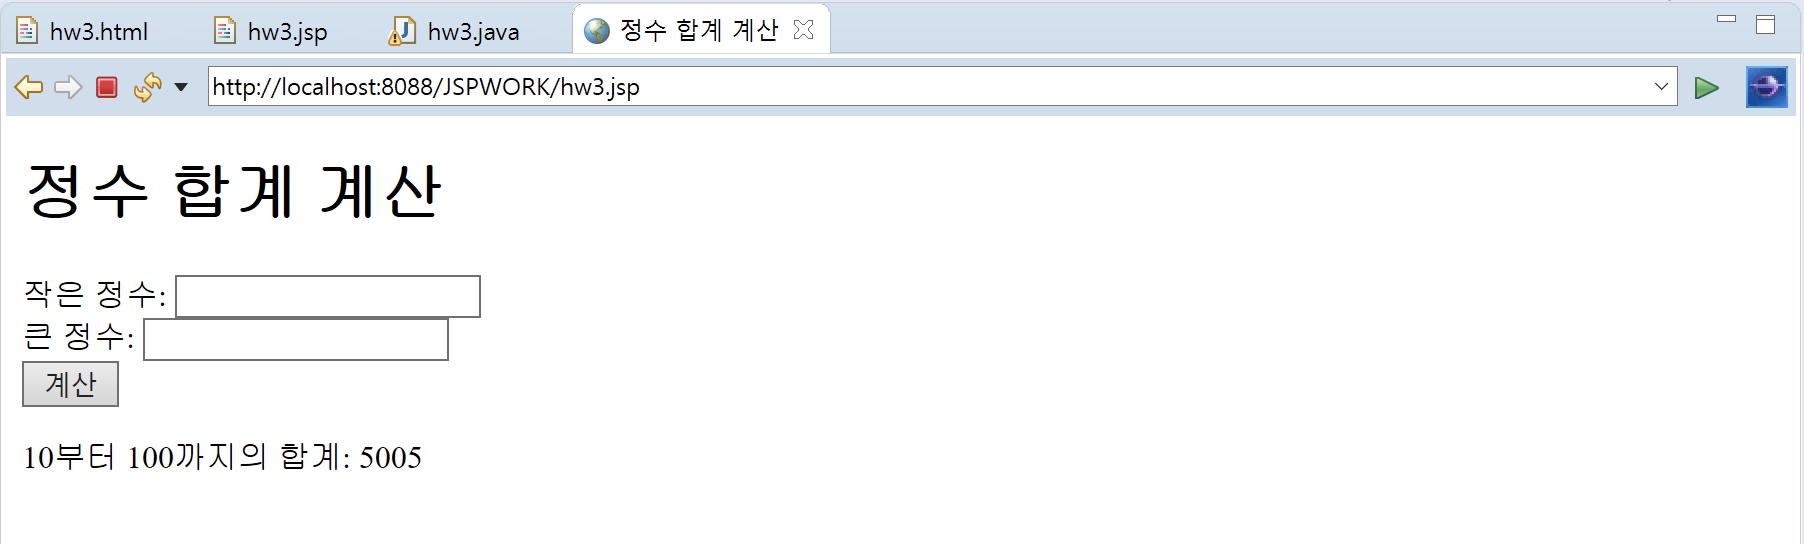 hw3.html hw3.jsp hw3.java 정수 합계 계산
http://localhost:8088/JSPWORK/hw3.jsp
정수 합계 계산
작은 정수:
큰 정수:
계산
10부터 100까지의 합계: 5005